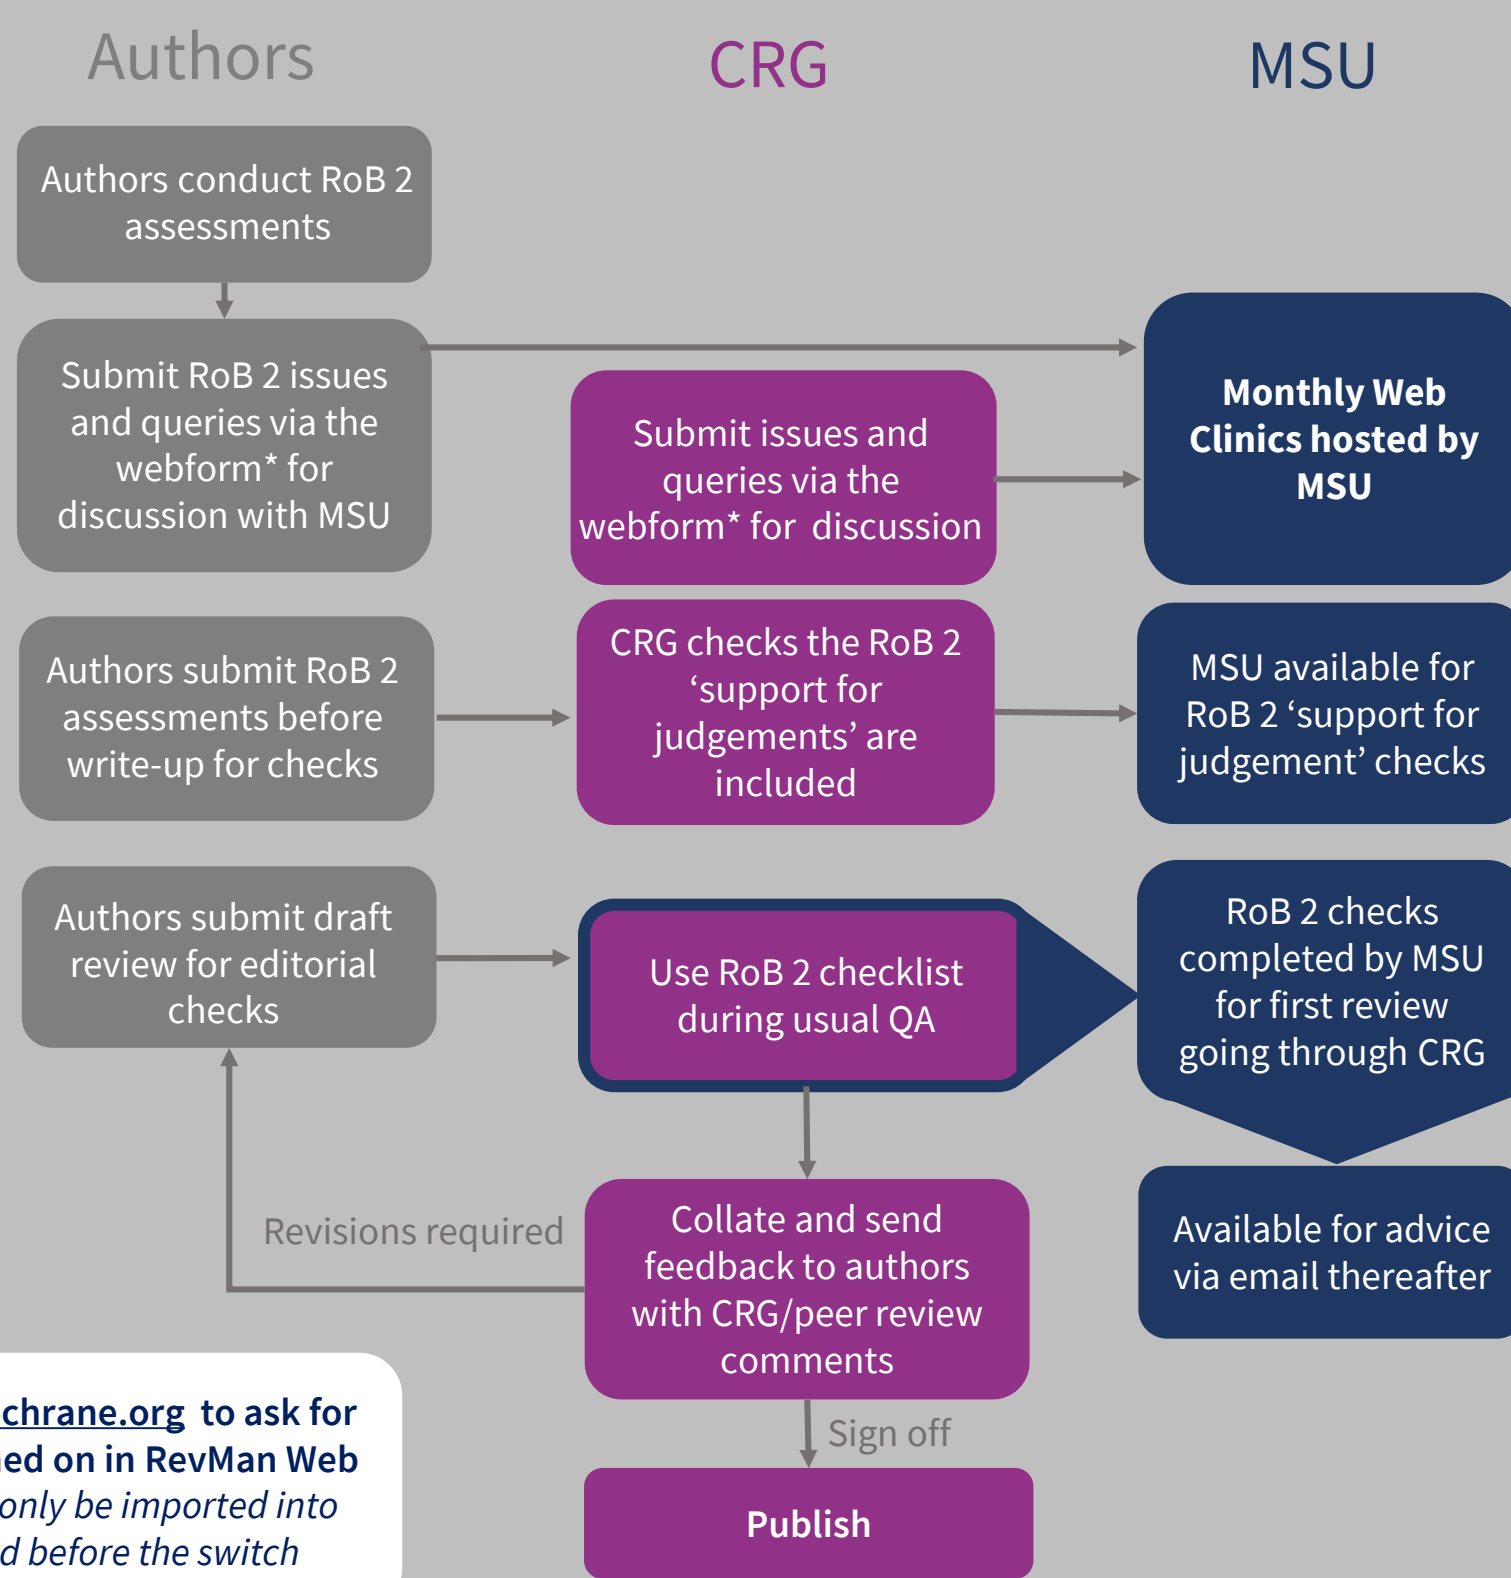 Authors
CRG
MSU
Authors conduct RoB 2
assessments
Submit RoB 2 issues
and queries via the
webform* for
discussion with MSU
Submit issues and
queries via the
webform* for  discussion
Monthly Web
Clinics hosted by
MSU
Authors submit RoB 2
assessments before
write-up for checks
CRG checks the RoB 2
‘support for
judgements’ are
included
MSU available for
RoB 2 ‘support for
judgement’ checks
Authors submit draft
review for editorial
checks
Use RoB 2 checklist
during usual QA
RoB 2 checks
completed by MSU
for first review
going through CRG
Revisions required
Collate and send
feedback to authors
with CRG/peer review
comments
Available for advice
via email thereafter
Sign off
Publish
chrane.org to ask for
ed on in RevMan Web
only be imported into
d before the switch